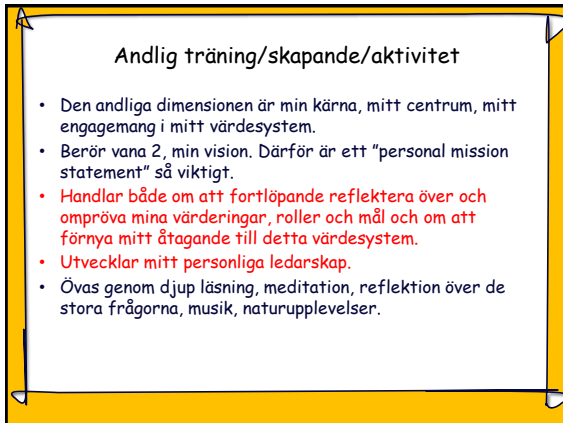 Andlig träning/skapande/aktivitet
• Den andliga dimensionen är min kärna, mitt centrum, mitt
engagemang i mitt värdesystem.
• Berör vana 2, min vision. Därför är ett ”personal mission
statement” så viktigt.
• Handlar både om att fortlöpande reflektera över och
ompröva mina värderingar, roller och mål och om att
förnya mitt åtagande till detta värdesystem.
• Utvecklar mitt personliga ledarskap.
• Övas genom djup läsning, meditation, reflektion över de
stora frågorna, musik, naturupplevelser.